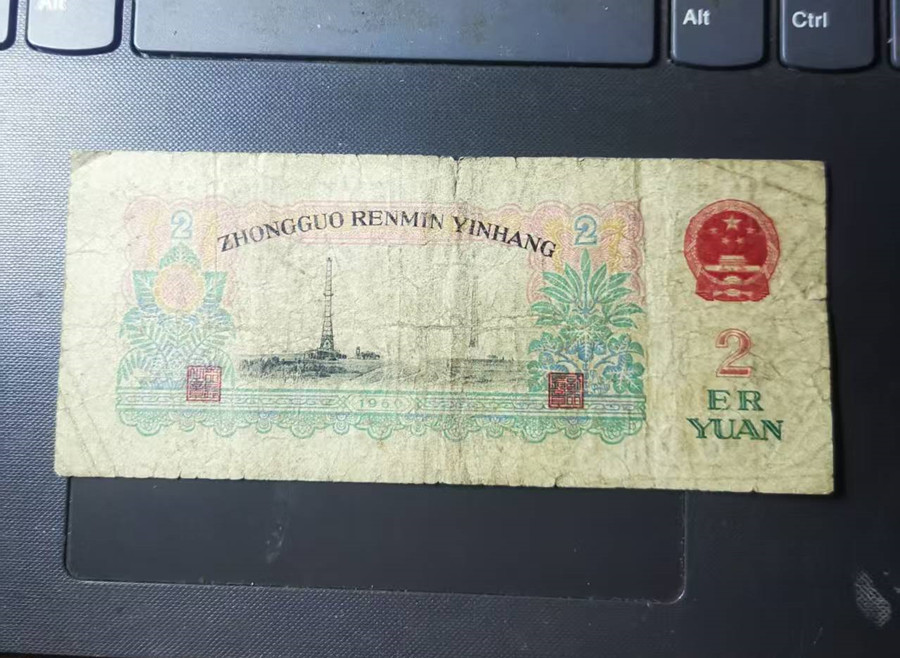 Alt
Alt
Ctrl
ZHONGGUO RENMIN YINHANG
2
2
2
ER
YUAN